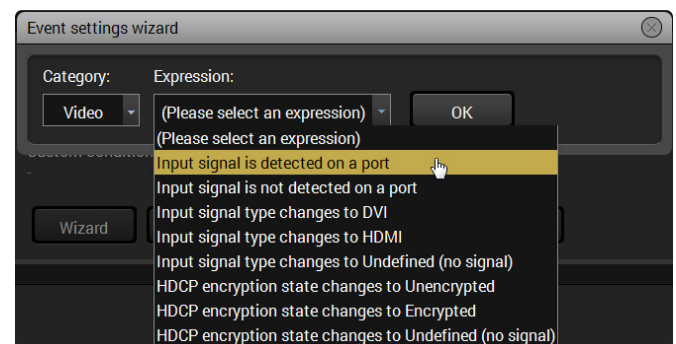 Event settings wizard
Category: Expression:
Video (Please select an expression) OK
(Please select an expression)
Custom condition
Input signal is detected on a port
-
Input signal is not detected on a port
Wizard
Input signal type changes to DVI
Input signal type changes to HDMI
Input signal type changes to Undefined (no signal)
HDCP encryption state changes to Unencrypted
HDCP encryption state changes to Encrypted
HDCP encryption state changes to Undefined (no signal)